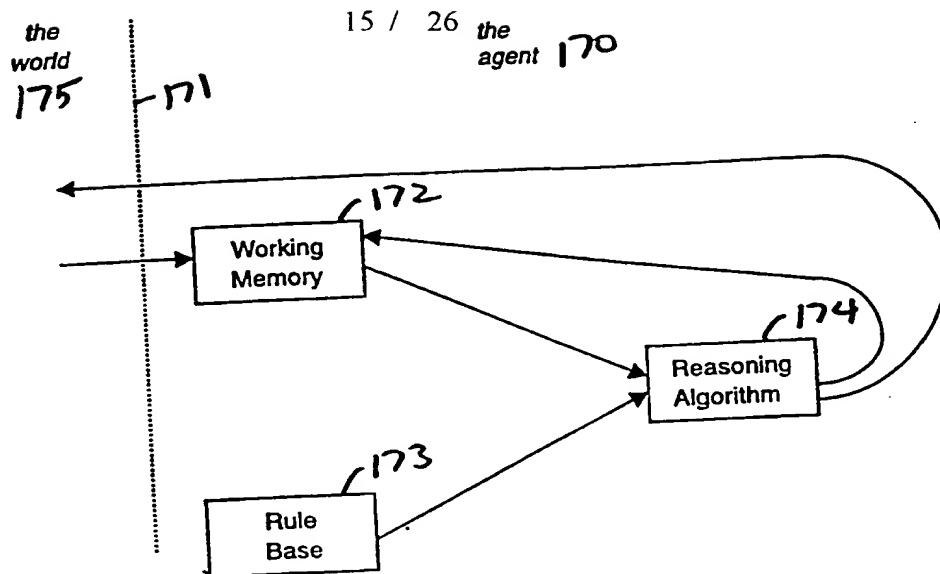 15 / 26
the
world
175
171
the
agent 170
172
Working
Memory
174
Reasoning
Algorithm
173
Rule
Base